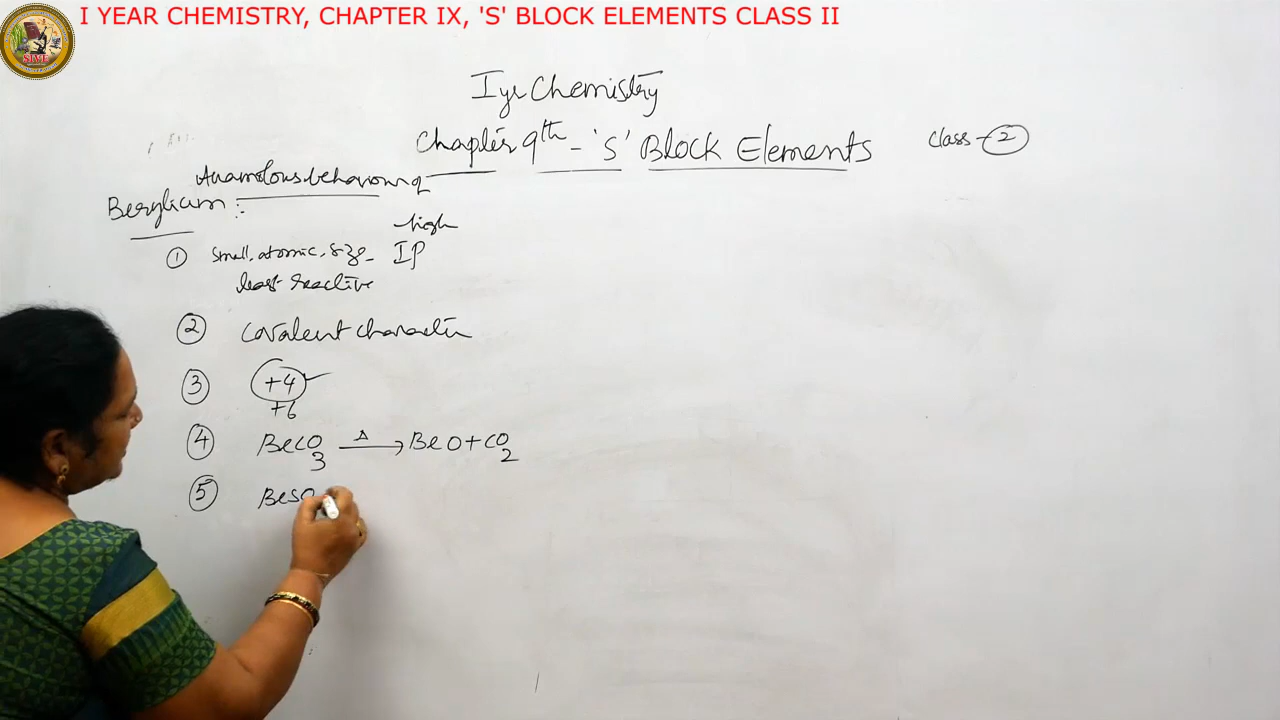 I YEAR CHEMISTRY, CHAPTER IX, 'S' BLOCK ELEMENTS CLASS II
SIVE
I yr Chemistry
Chapter 9th - 'S' Block Elements
Class - 2
Anamolous behaviour of
Berylium :
high
① Small, atomic, size - IP
least reactive
② Covalent character
③ +4
+6
④ BeCO3 Δ→ BeO + CO2
⑤ BeSO